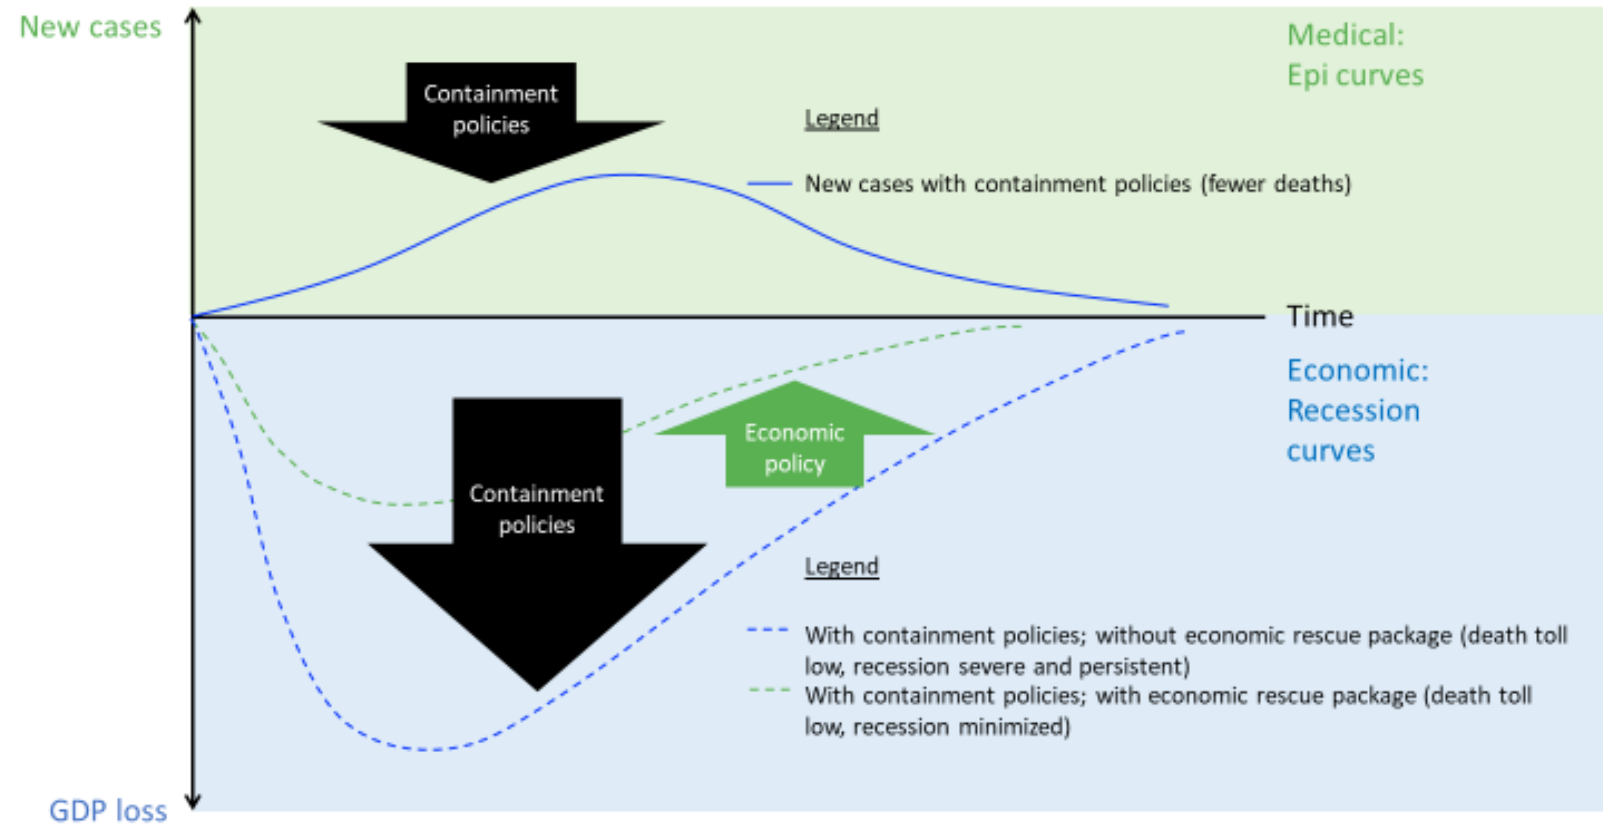 New cases
Medical:
Epi curves
Containment
policies
Legend
New cases with containment policies (fewer deaths)
Time
Economic:
Recession
curves
Economic
policy
Containment
policies
Legend
With containment policies; without economic rescue package (death toll
low, recession severe and persistent)
With containment policies; with economic rescue package (death toll
low, recession minimized)
GDP loss